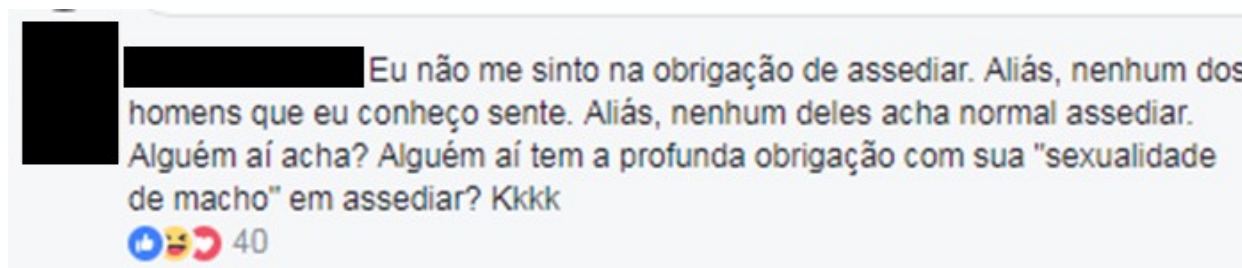 Eu não me sinto na obrigação de assediar. Aliás, nenhum dos
homens que eu conheço sente. Aliás, nenhum deles acha normal assediar.
Alguém aí acha? Alguém aí tem a profunda obrigação com sua "sexualidade
de macho" em assediar? Kkkk
40